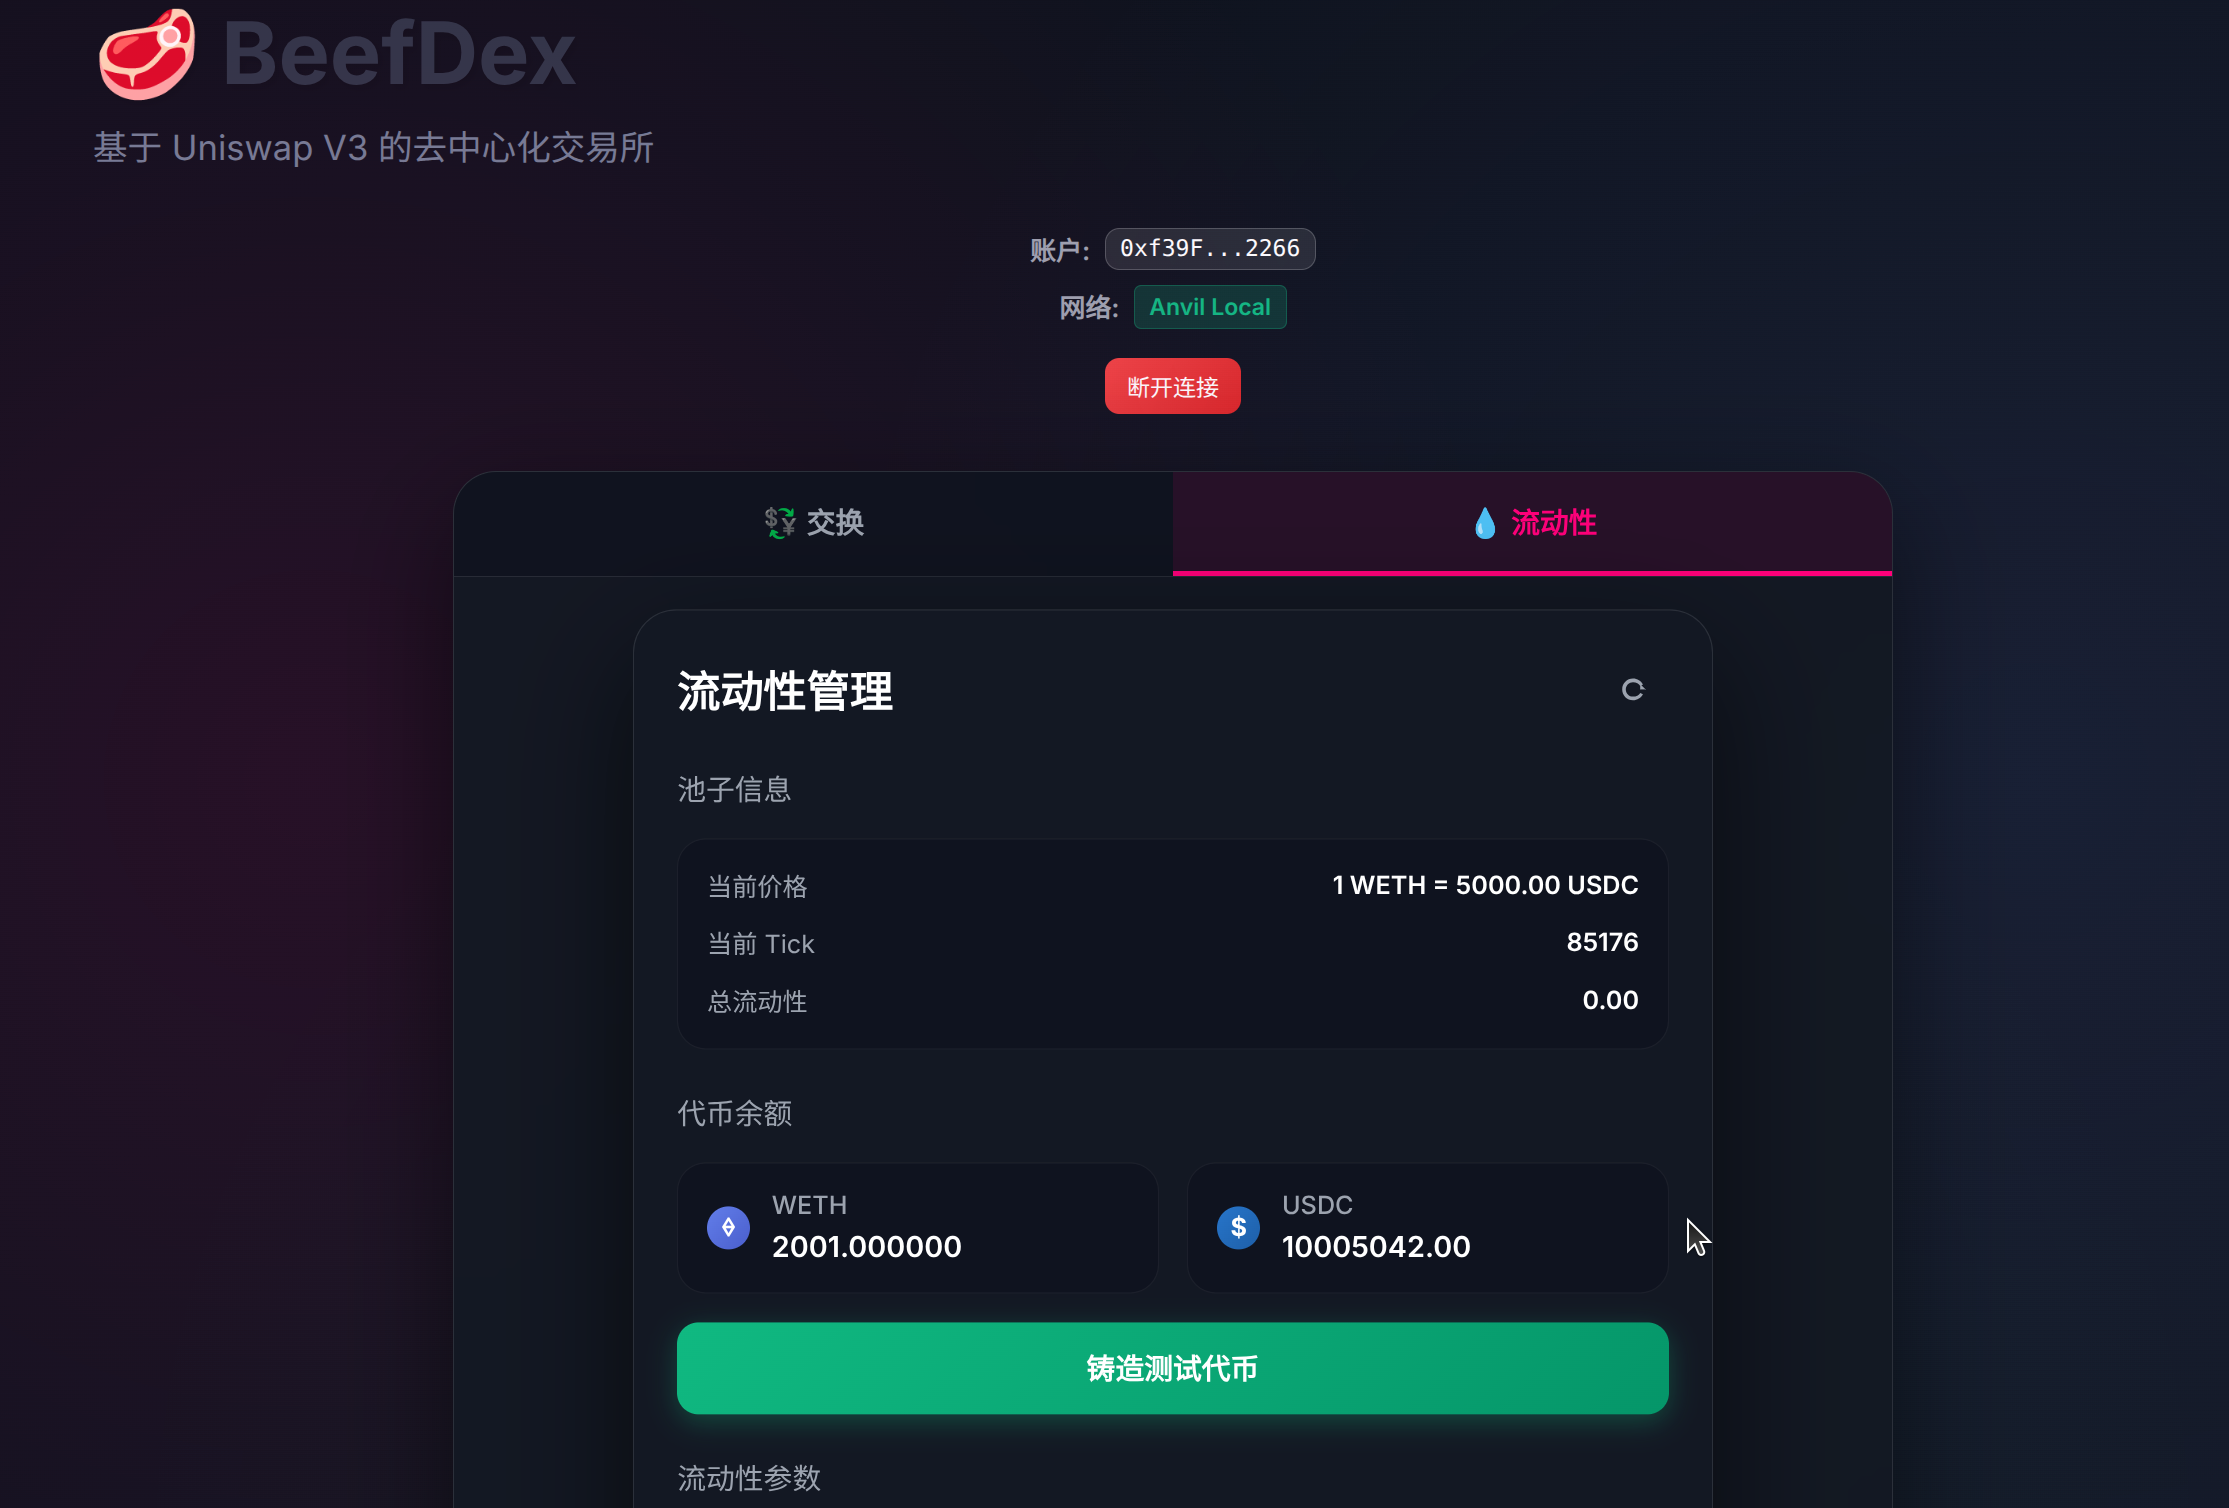 BeefDex
基于 Uniswap V3 的去中心化交易所
账户: 0xf39F...2266
网络: Anvil Local
断开连接
交换
流动性
流动性管理
池子信息
当前价格 1 WETH = 5000.00 USDC
当前 Tick 85176
总流动性 0.00
代币余额
WETH
2001.000000
USDC
10005042.00
铸造测试代币
流动性参数